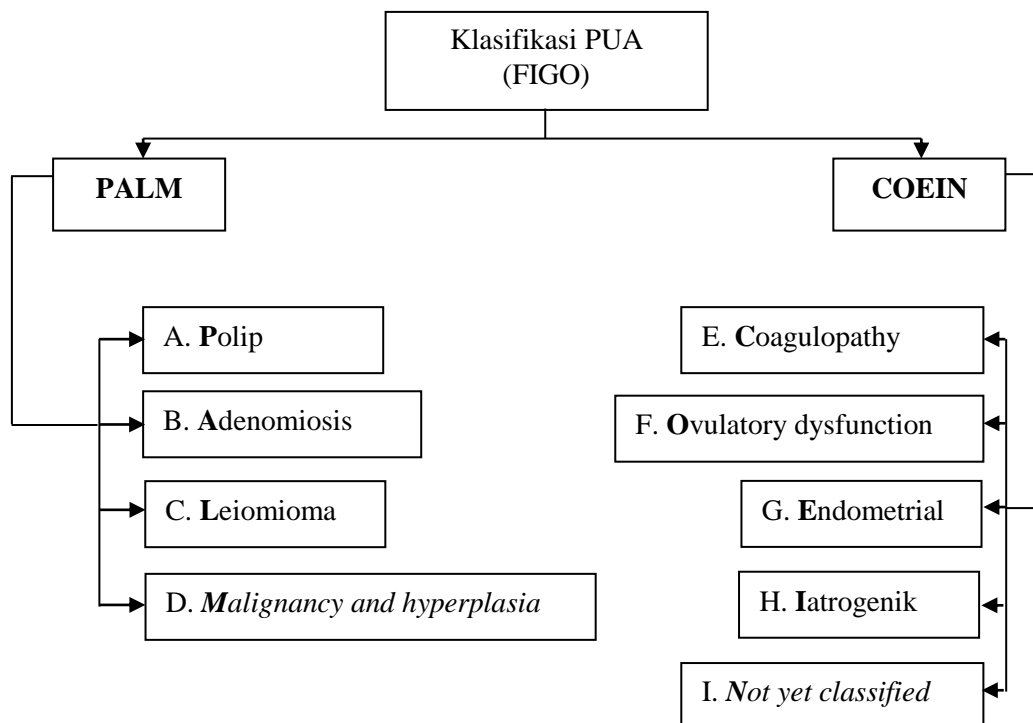 Klasifikasi PUA
(FIGO)
PALM
COEIN
A. Polip
B. Adenomiosis
C. Leiomioma
D. Malignancy and hyperplasia
E. Coagulopathy
F. Ovulatory dysfunction
G. Endometrial
H. Iatrogenik
I. Not yet classified